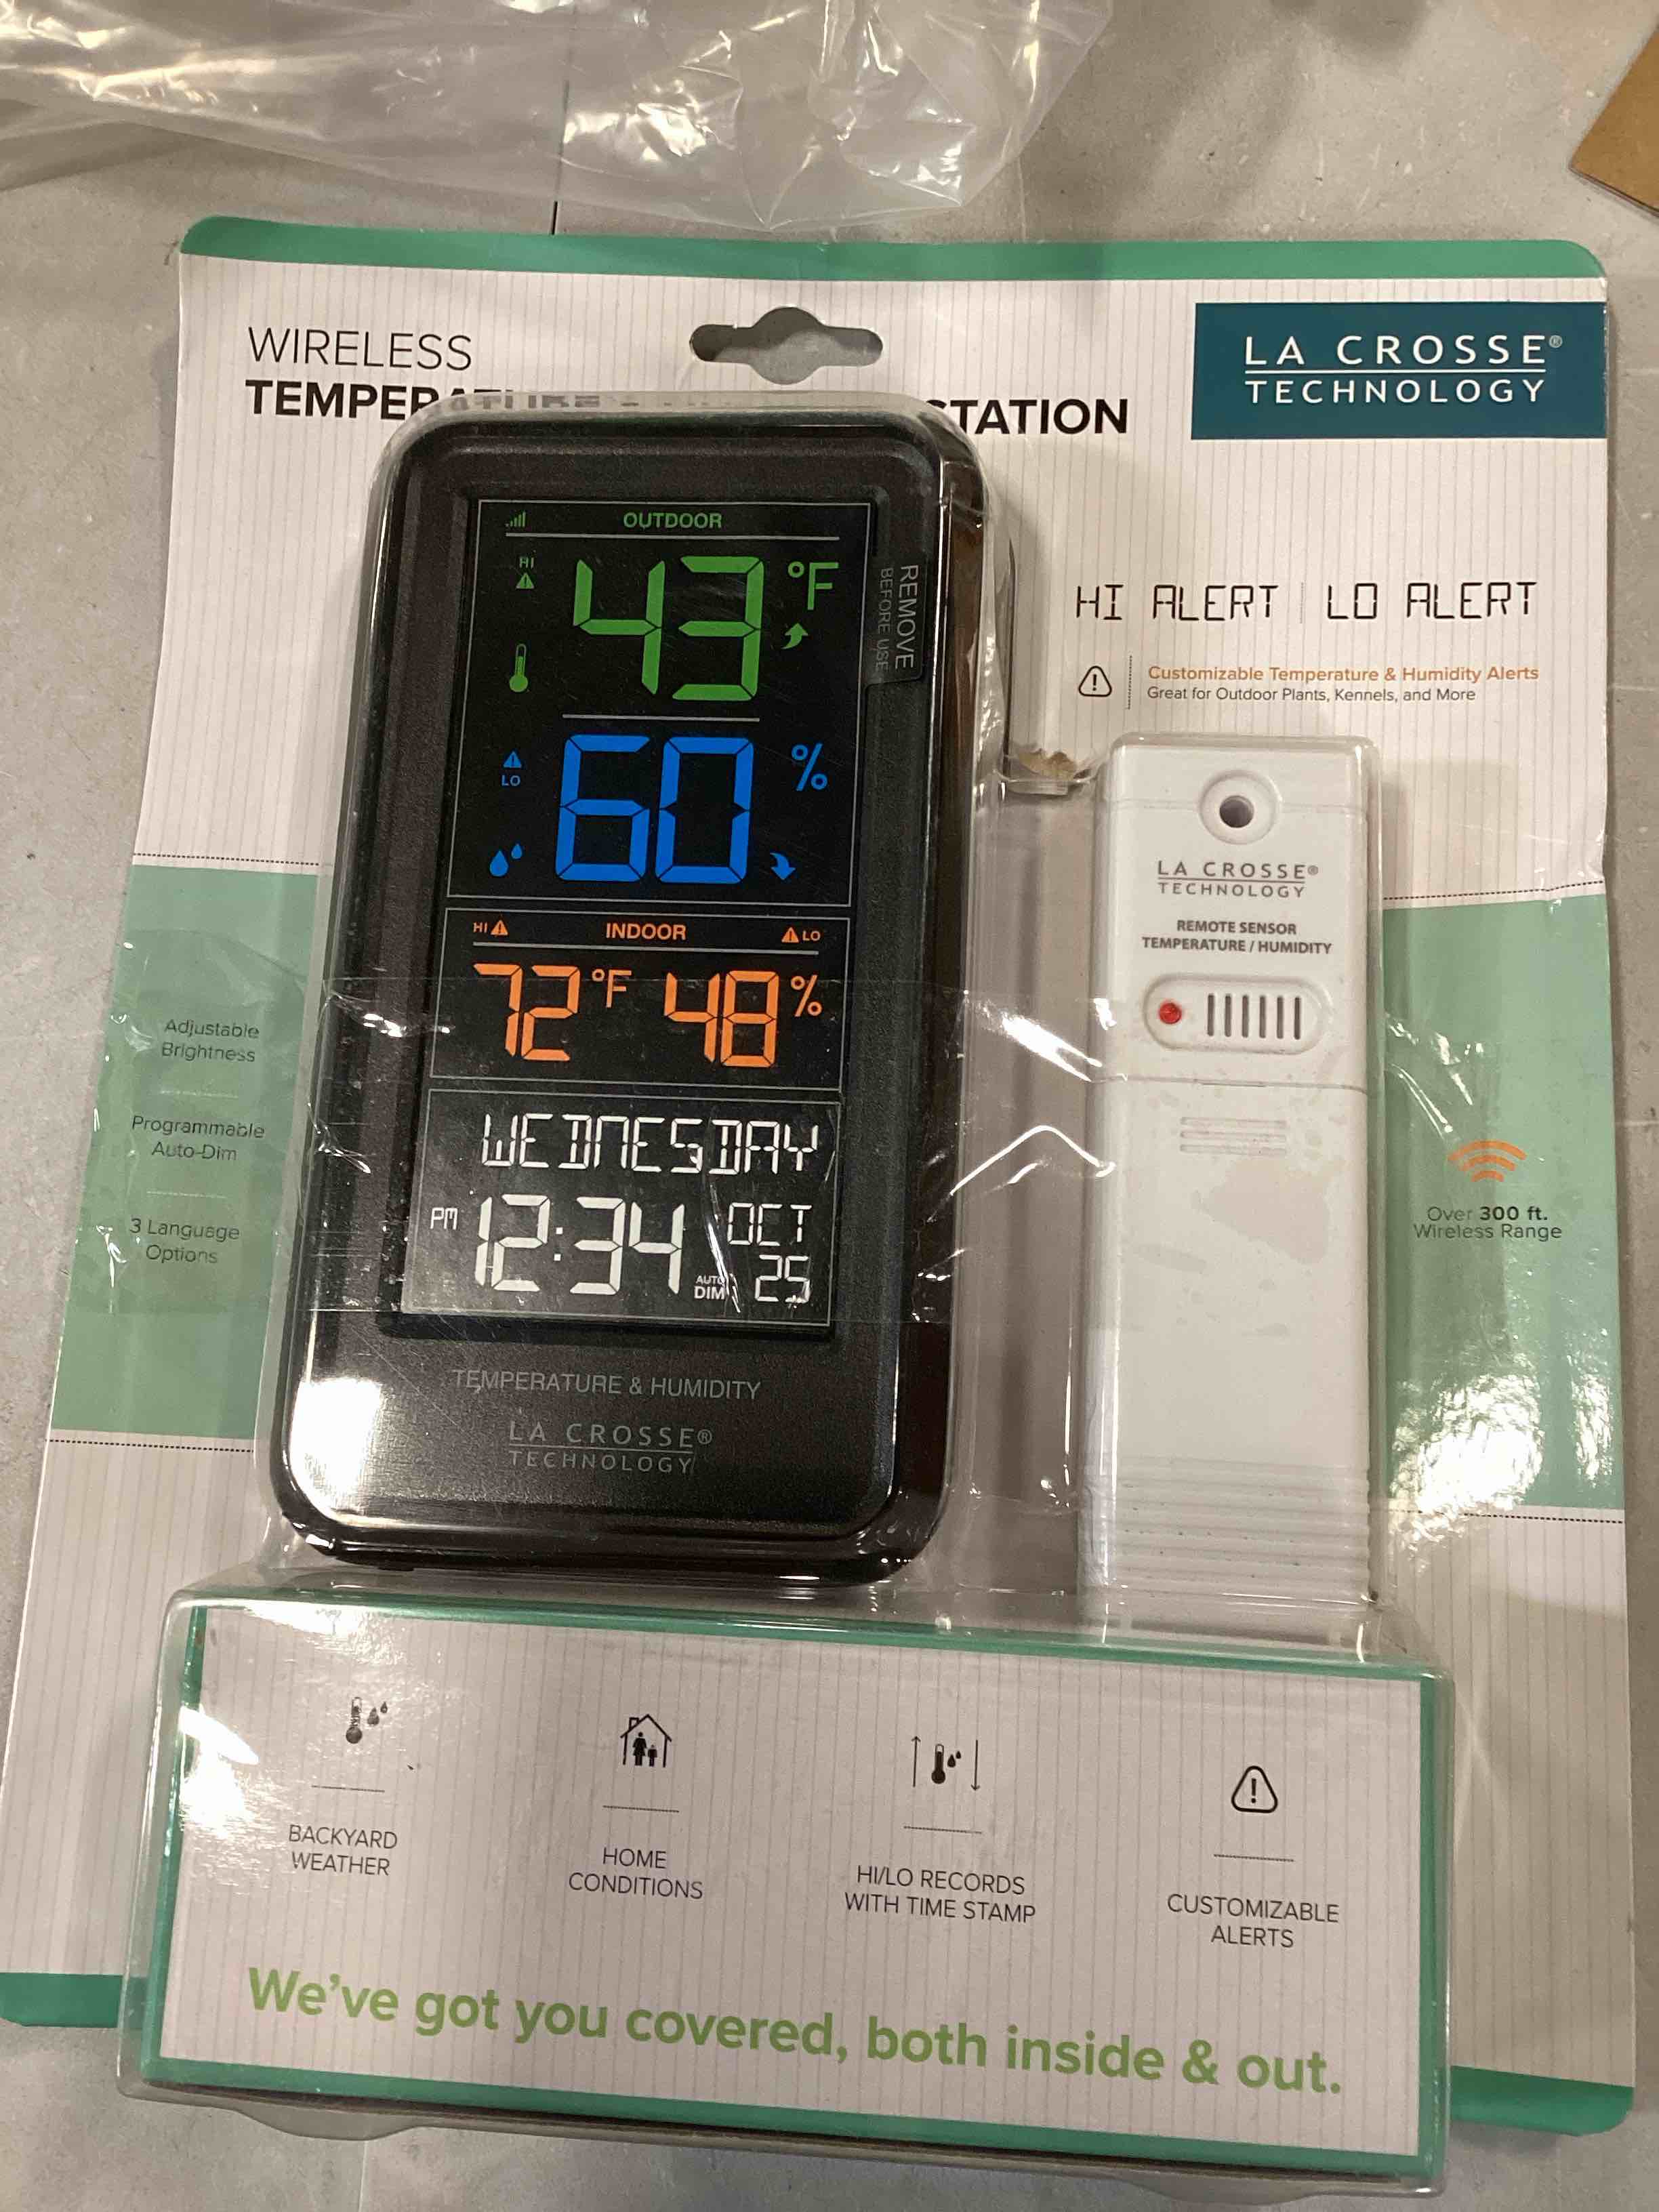 WIRELESS
TEMPERATURE STATION
LA CROSSE®
TECHNOLOGY
HI ALERT | LO ALERT
Customizable Temperature & Humidity Alerts
Great for Outdoor Plants, Kennels, and More
OUTDOOR
HI
43 °F
LO
60 %
REMOVE
BEFORE USE
HI INDOOR LO
72 °F 48 %
WEDNESDAY
PM 12:34 OCT
AUTO
DIM
25
TEMPERATURE & HUMIDITY
LA CROSSE®
TECHNOLOGY
LA CROSSE®
TECHNOLOGY
REMOTE SENSOR
TEMPERATURE / HUMIDITY
Adjustable
Brightness
Programmable
Auto-Dim
3 Language
Options
Over 300 ft.
Wireless Range
BACKYARD
WEATHER
HOME
CONDITIONS
HI/LO RECORDS
WITH TIME STAMP
CUSTOMIZABLE
ALERTS
We've got you covered, both inside & out.